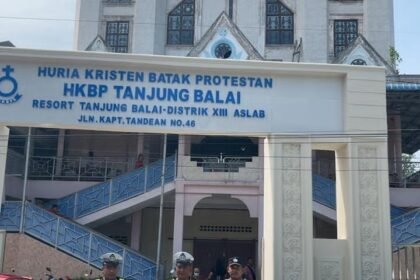 HURIA KRISTEN BATAK PROTESTAN
HKBP TANJUNG BALAI
RESORT TANJUNG BALAI-DISTRIK XIII ASLAB
JLN.KAPT.TANDEAN NO.46